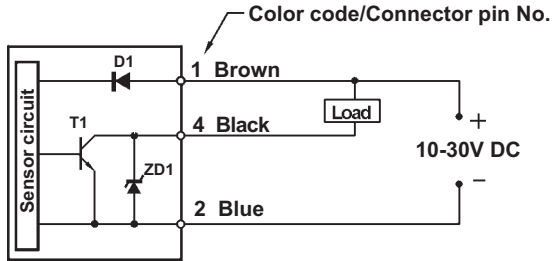 Color code/Connector pin No.
D1
1 Brown
Load
+
T1
4 Black
10-30V DC
Sensor circuit
ZD1
−
2 Blue